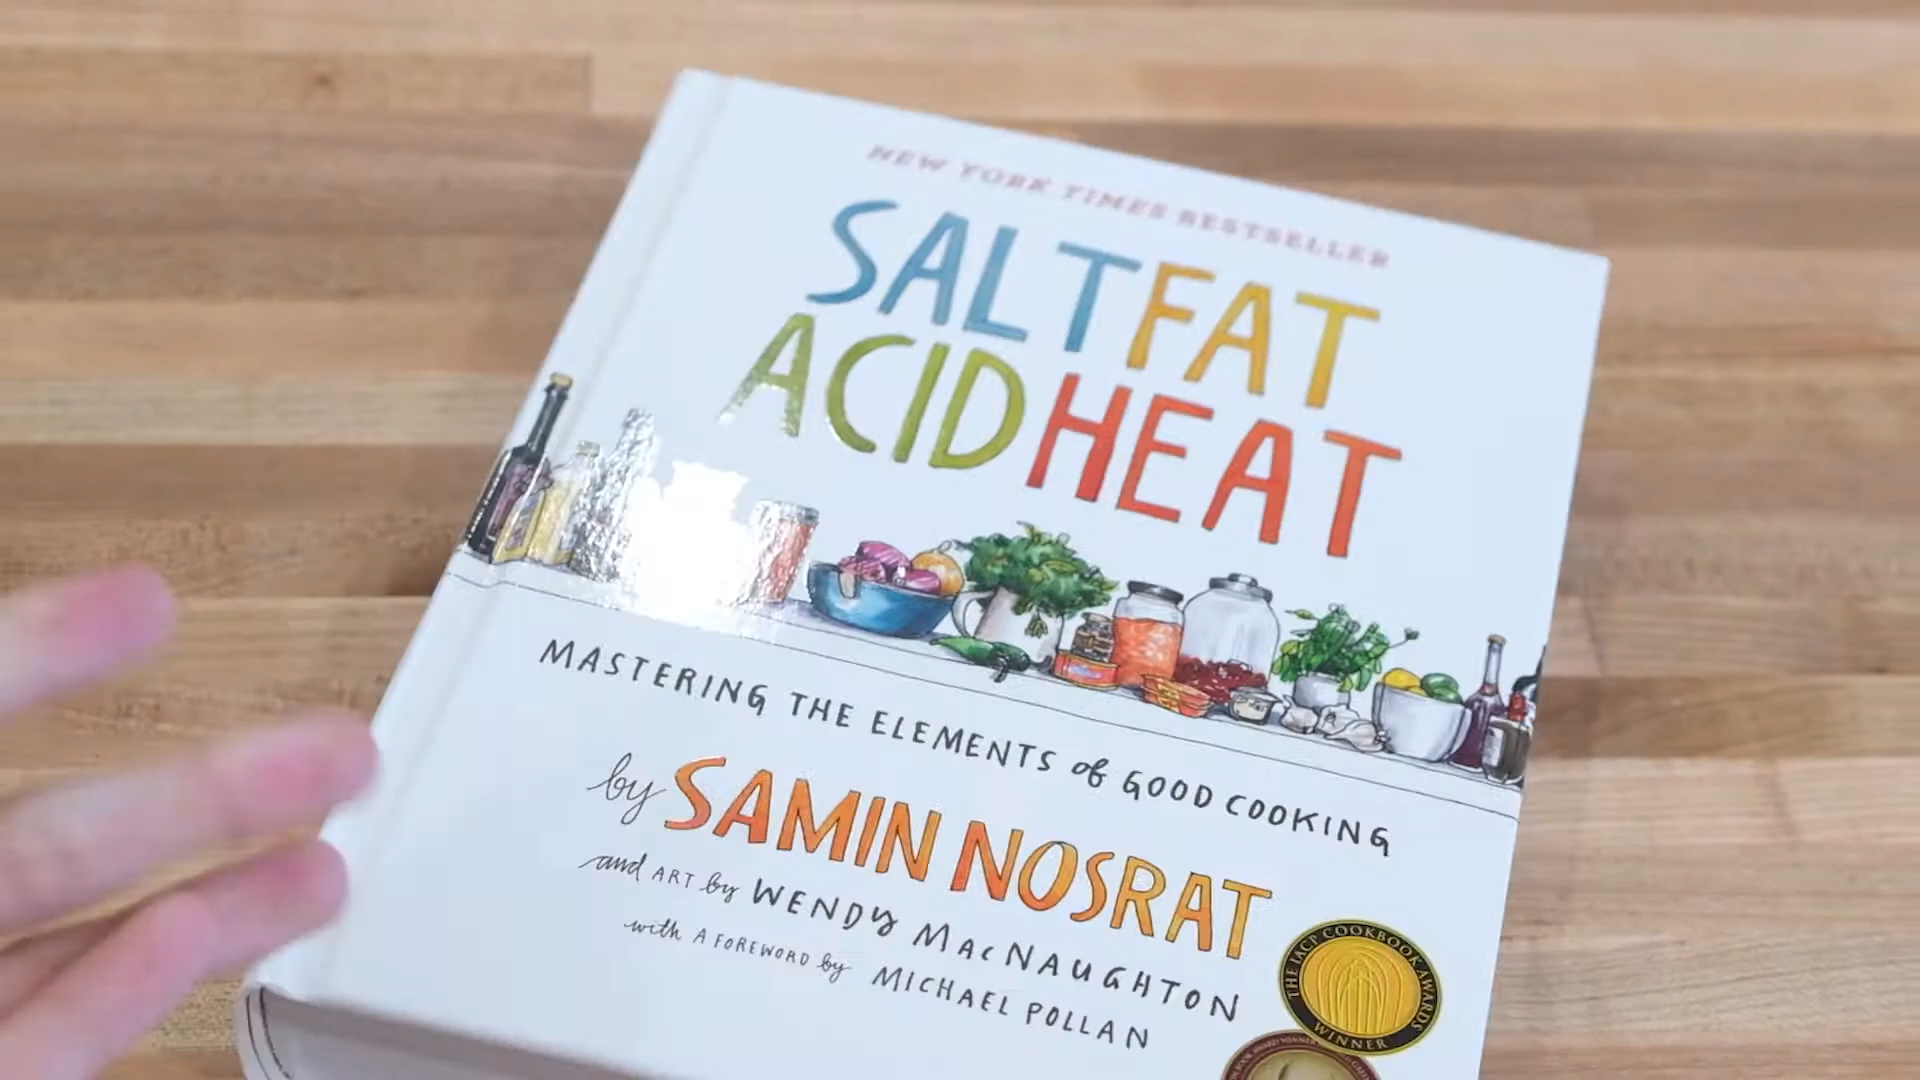 NEW YORK TIMES BESTSELLER
SALT FAT
ACID HEAT
MASTERING THE ELEMENTS of GOOD COOKING
by SAMIN NOSRAT
and ART by WENDY MACNAUGHTON
with A FOREWORD by MICHAEL POLLAN
THE IACP COOKBOOK AWARDS
WINNER